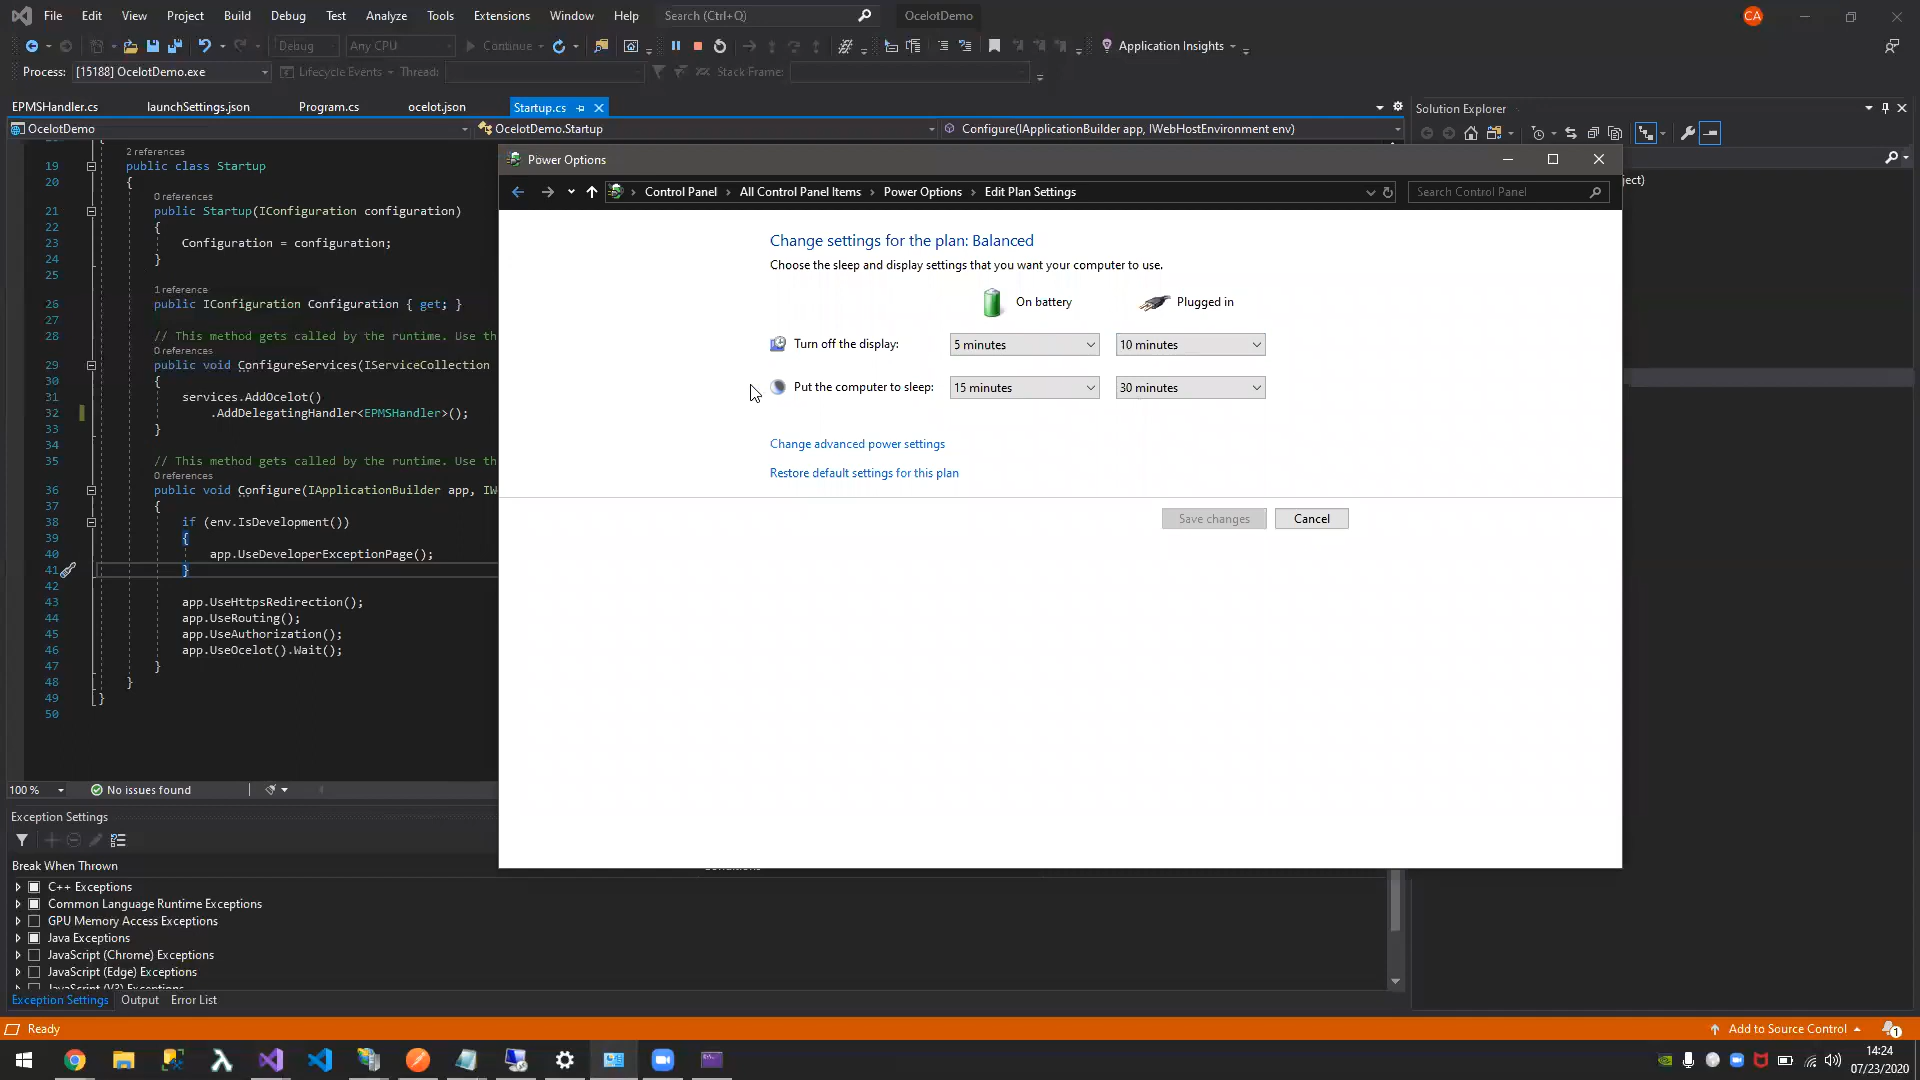 File Edit View Project Build Debug Test Analyze Tools Extensions Window Help Search (Ctrl+Q) OcelotDemo CA
Debug Any CPU Continue Application Insights
Process: [15188] OcelotDemo.exe Lifecycle Events Thread: Stack Frame:
EPMSHandler.cs launchSettings.json Program.cs ocelot.json Startup.cs Solution Explorer
OcelotDemo OcelotDemo.Startup Configure(IApplicationBuilder app, IWebHostEnvironment env)
2 references
19 public class Startup
20 {
0 references
21 public Startup(IConfiguration configuration)
22 {
23 Configuration = configuration;
24 }
25
1 reference
26 public IConfiguration Configuration { get; }
27
28 // This method gets called by the runtime. Use th
0 references
29 public void ConfigureServices(IServiceCollection
30 {
31 services.AddOcelot()
32 .AddDelegatingHandler<EPMSHandler>();
33 }
34
35 // This method gets called by the runtime. Use th
0 references
36 public void Configure(IApplicationBuilder app, IW
37 {
38 if (env.IsDevelopment())
39 {
40 app.UseDeveloperExceptionPage();
41 }
42
43 app.UseHttpsRedirection();
44 app.UseRouting();
45 app.UseAuthorization();
46 app.UseOcelot().Wait();
47 }
48 }
49 }
50
Power Options
Control Panel All Control Panel Items Power Options Edit Plan Settings Search Control Panel
Change settings for the plan: Balanced
Choose the sleep and display settings that you want your computer to use.
On battery Plugged in
Turn off the display: 5 minutes 10 minutes
Put the computer to sleep: 15 minutes 30 minutes
Change advanced power settings
Restore default settings for this plan
Save changes Cancel
ject)
100 % No issues found
Exception Settings
Break When Thrown
C++ Exceptions
Common Language Runtime Exceptions
GPU Memory Access Exceptions
Java Exceptions
JavaScript (Chrome) Exceptions
JavaScript (Edge) Exceptions
Exception Settings Output Error List
Ready Add to Source Control 1
14:24
07/23/2020